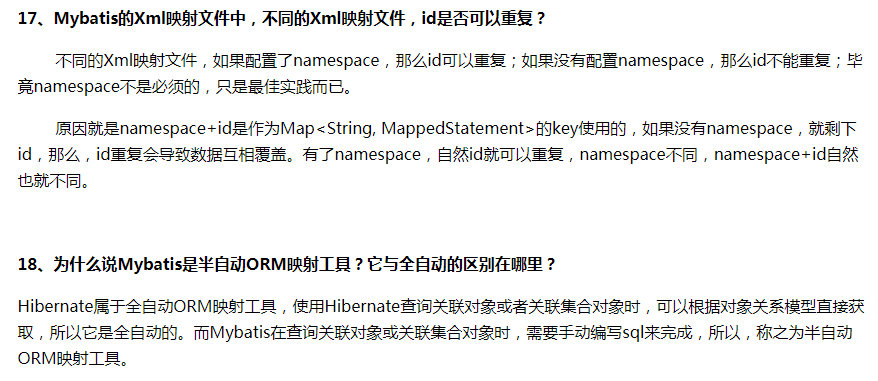 17、Mybatis的Xml映射文件中，不同的Xml映射文件，id是否可以重复？
不同的Xml映射文件，如果配置了namespace，那么id可以重复；如果没有配置namespace，那么id不能重复；毕
竟namespace不是必须的，只是最佳实践而已。
原因就是namespace+id是作为Map<String, MappedStatement>的key使用的，如果没有namespace，就剩下
id，那么，id重复会导致数据互相覆盖。有了namespace，自然id就可以重复，namespace不同，namespace+id自然
也就不同。
18、为什么说Mybatis是半自动ORM映射工具？它与全自动的区别在哪里？
Hibernate属于全自动ORM映射工具，使用Hibernate查询关联对象或者关联集合对象时，可以根据对象关系模型直接获
取，所以它是全自动的。而Mybatis在查询关联对象或关联集合对象时，需要手动编写sql来完成，所以，称之为半自动
ORM映射工具。